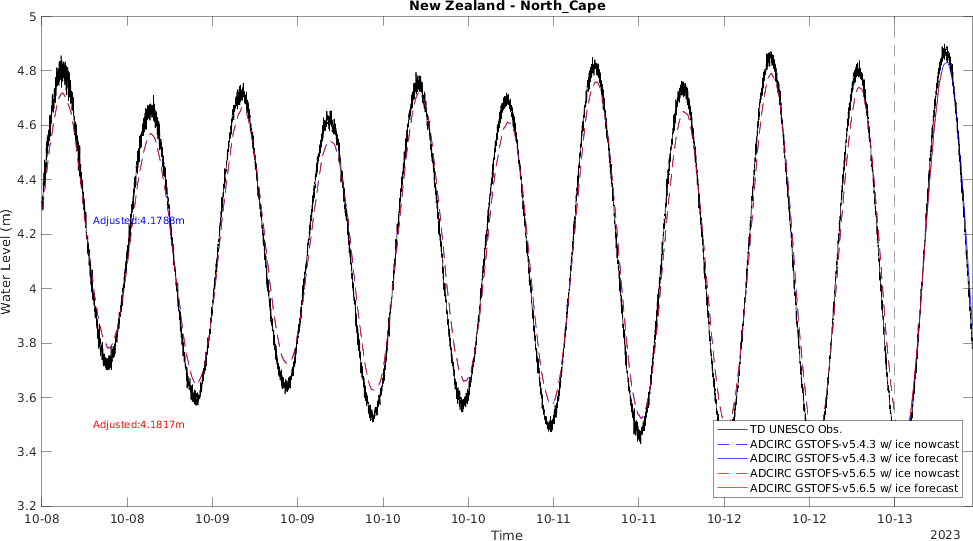 New Zealand - North_Cape
5
4.8
4.6
4.4
4.2
4
3.8
3.6
3.4
3.2
Water Level (m)
Adjusted:4.1788m
Adjusted:4.1817m
TD UNESCO Obs.
ADCIRC GSTOFS-v5.4.3 w/ ice nowcast
ADCIRC GSTOFS-v5.4.3 w/ ice forecast
ADCIRC GSTOFS-v5.6.5 w/ ice nowcast
ADCIRC GSTOFS-v5.6.5 w/ ice forecast
10-08 10-08 10-09 10-09 10-10 10-10 10-11 10-11 10-12 10-12 10-13
Time
2023